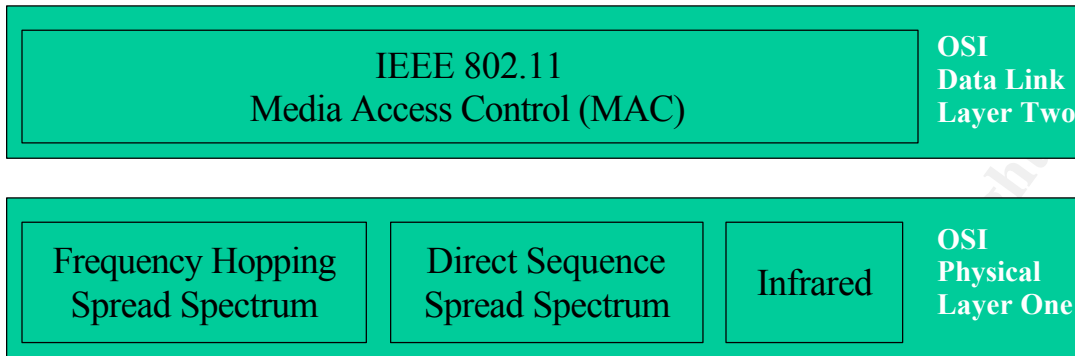 IEEE 802.11
Media Access Control (MAC)
OSI
Data Link
Layer Two
Frequency Hopping
Spread Spectrum
Direct Sequence
Spread Spectrum
Infrared
OSI
Physical
Layer One